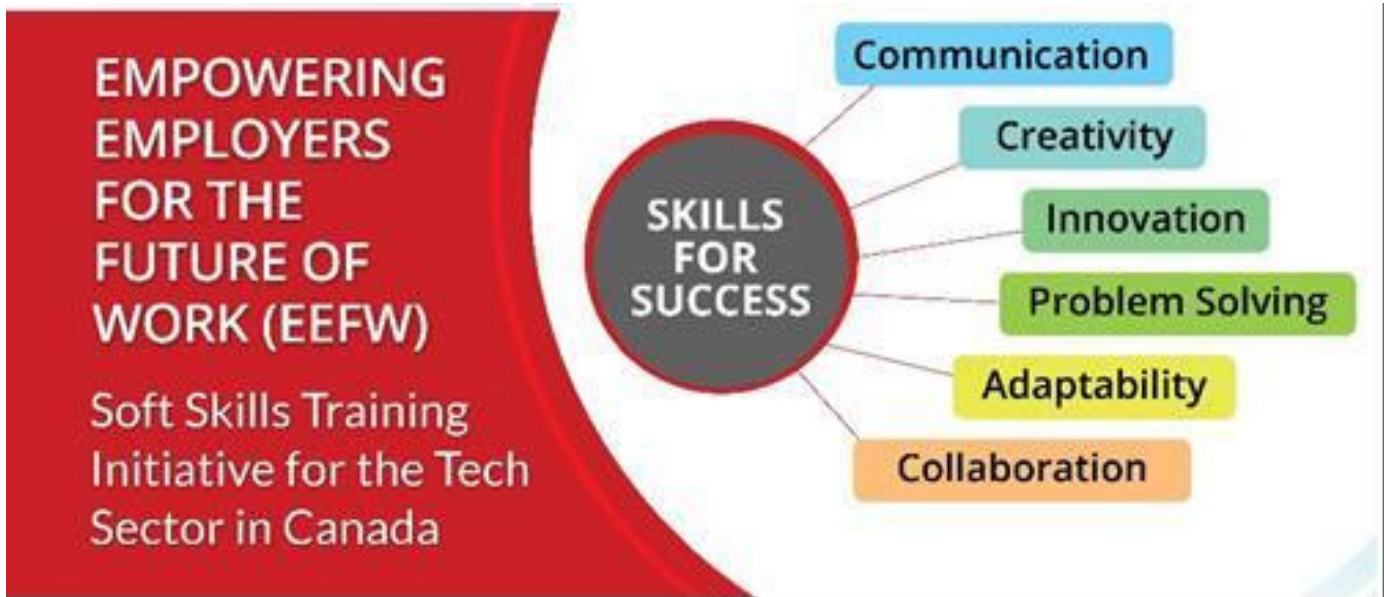 EMPOWERING
EMPLOYERS
FOR THE
FUTURE OF
WORK (EEFW)
Soft Skills Training
Initiative for the Tech
Sector in Canada
SKILLS
FOR
SUCCESS
Communication
Creativity
Innovation
Problem Solving
Adaptability
Collaboration